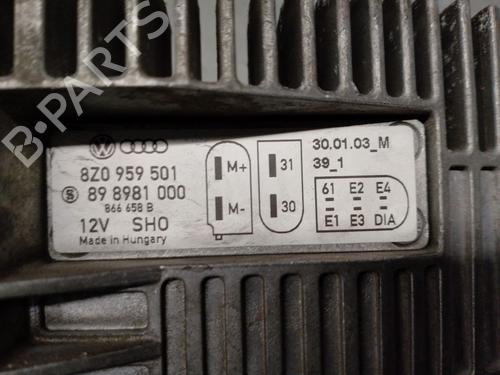 8Z0 959 501
S 89 8981 000
866 658 B
12V SHO
Made in Hungary
M+
M-
31
30
30.01.03_M
39_1
61 E2 E4
E1 E3 DIA